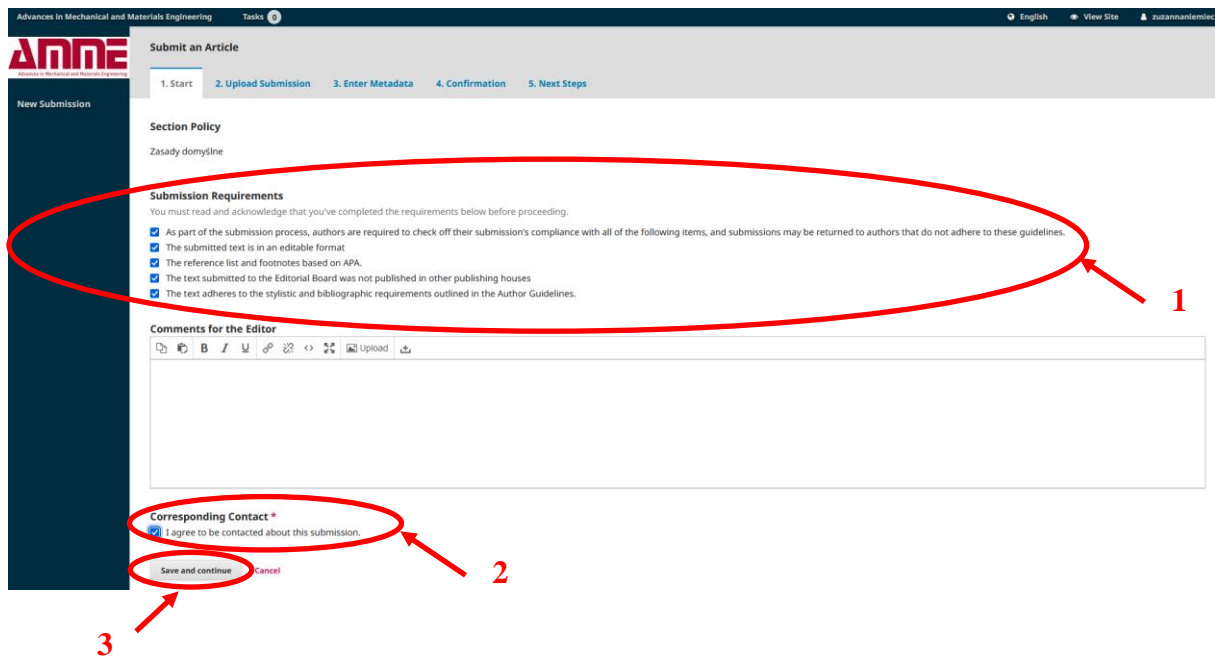 Advances in Mechanical and Materials Engineering Tasks 0 English View Site zuzannaniemiec
AMME
Advances in Mechanical and Materials Engineering
Submit an Article
1. Start 2. Upload Submission 3. Enter Metadata 4. Confirmation 5. Next Steps
New Submission
Section Policy
Zasady domyślne
Submission Requirements
You must read and acknowledge that you've completed the requirements below before proceeding.
As part of the submission process, authors are required to check off their submission's compliance with all of the following items, and submissions may be returned to authors that do not adhere to these guidelines.
The submitted text is in an editable format
The reference list and footnotes based on APA.
The text submitted to the Editorial Board was not published in other publishing houses
The text adheres to the stylistic and bibliographic requirements outlined in the Author Guidelines.
1
Comments for the Editor
B I U Upload
Corresponding Contact *
I agree to be contacted about this submission.
Save and continue Cancel
2
3